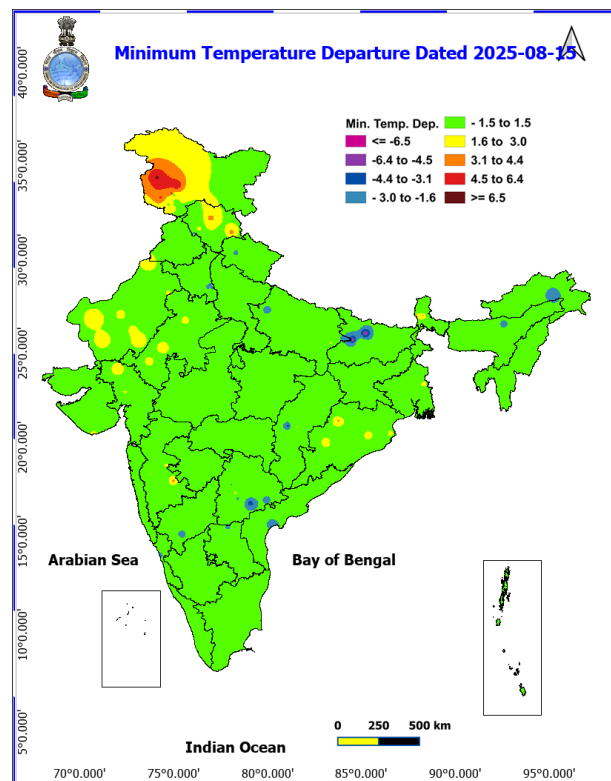 Minimum Temperature Departure Dated 2025-08-15
Min. Temp. Dep.
<= -6.5
-6.4 to -4.5
-4.4 to -3.1
- 3.0 to -1.6
- 1.5 to 1.5
1.6 to 3.0
3.1 to 4.4
4.5 to 6.4
>= 6.5
40°0.000'
35°0.000'
30°0.000'
25°0.000'
20°0.000'
15°0.000'
10°0.000'
5°0.000'
Arabian Sea
Bay of Bengal
Indian Ocean
0 250 500 km
70°0.000' 75°0.000' 80°0.000' 85°0.000' 90°0.000' 95°0.000'